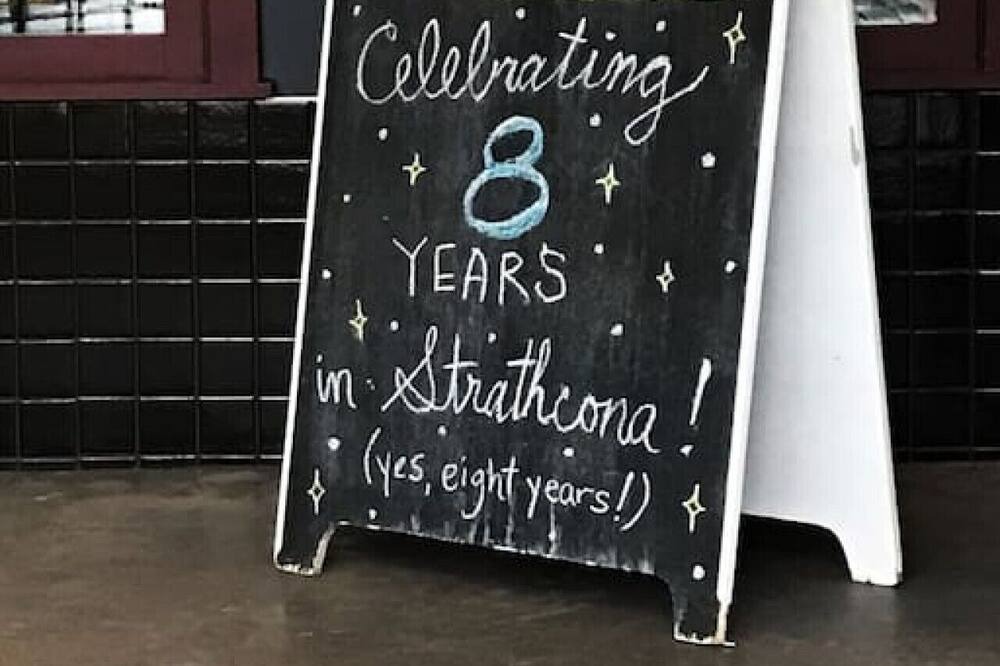 Celebrating
8
YEARS
in Strathcona!
(yes, eight years!)